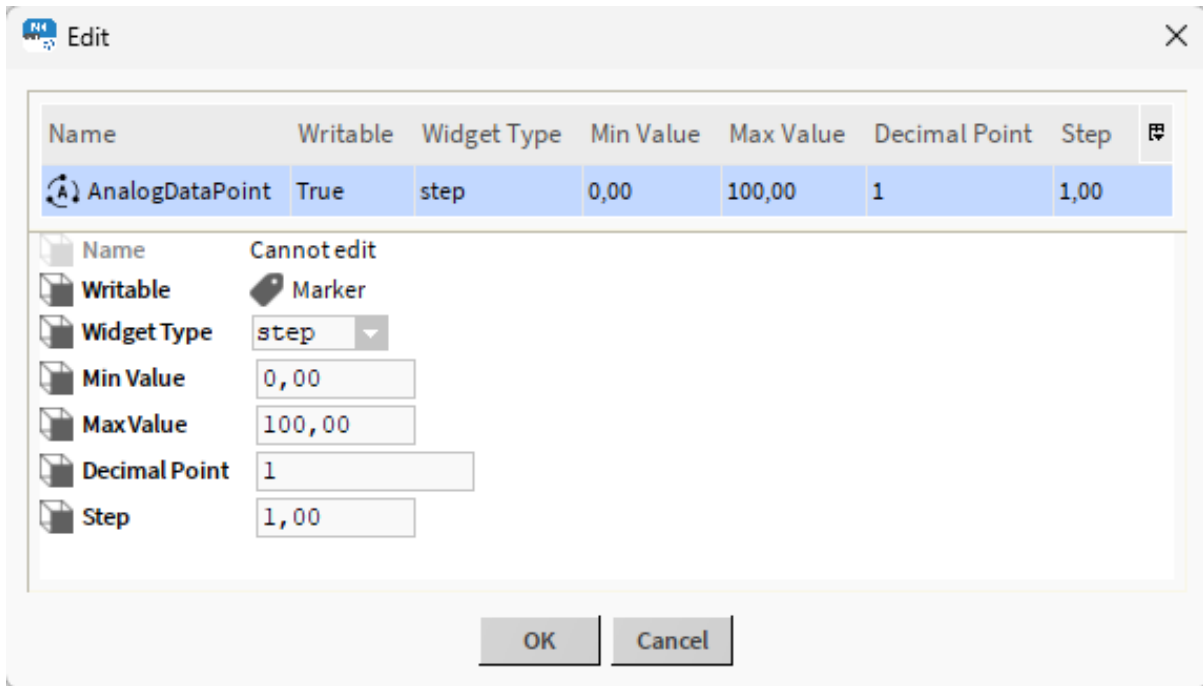 Edit
Name Writable Widget Type Min Value Max Value Decimal Point Step
AnalogDataPoint True step 0,00 100,00 1 1,00
Name Cannot edit
Writable Marker
Widget Type step
Min Value 0,00
Max Value 100,00
Decimal Point 1
Step 1,00
OK Cancel